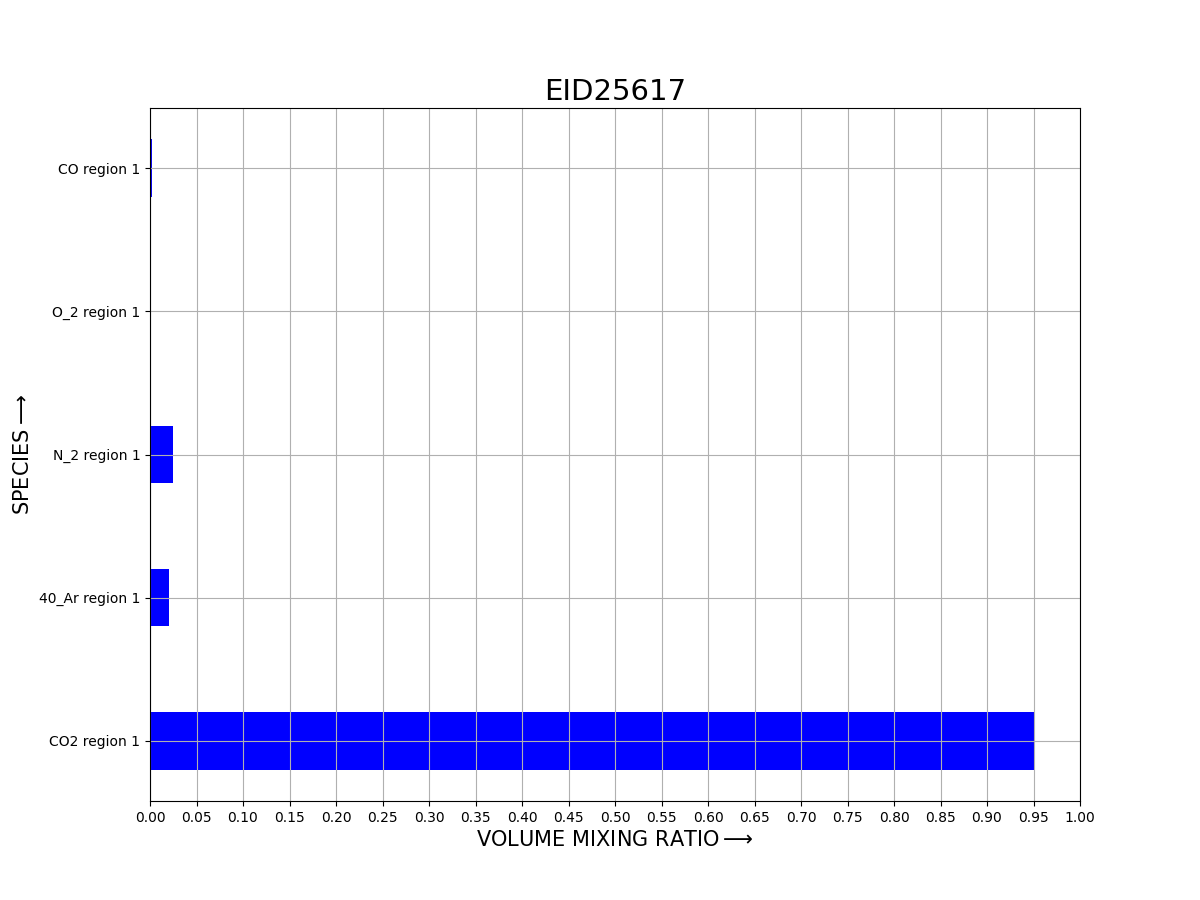 EID25617
CO region 1
O_2 region 1
N_2 region 1
40_Ar region 1
CO2 region 1
SPECIES ⟶
0.00 0.05 0.10 0.15 0.20 0.25 0.30 0.35 0.40 0.45 0.50 0.55 0.60 0.65 0.70 0.75 0.80 0.85 0.90 0.95 1.00
VOLUME MIXING RATIO ⟶